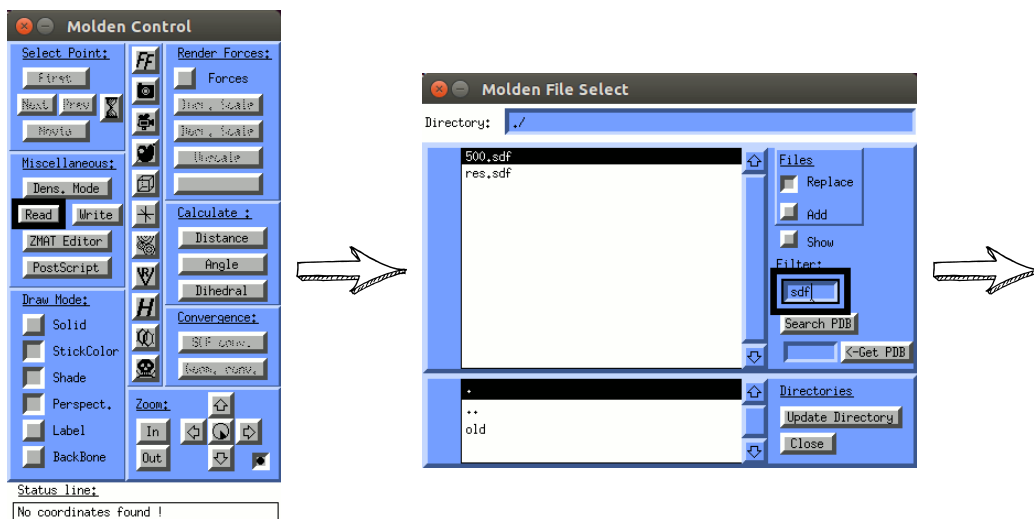 Molden Control
Select Point:
First
Next Prev
Movie
Miscellaneous:
Dens. Mode
Read Write
ZMAT Editor
PostScript
Draw Mode:
Solid
StickColor
Shade
Perspect.
Label
BackBone
FF
H
Render Forces:
Forces
Unscale
Calculate :
Distance
Angle
Dihedral
Convergence:
SCF conv.
Geom. conv.
Zoom:
In
Out
Status line:
No coordinates found !
Molden File Select
Directory: ./
500.sdf
res.sdf
Files
Replace
Add
Show
Filter:
sdf
Search PDB
<-Get PDB
.
..
old
Directories
Update Directory
Close